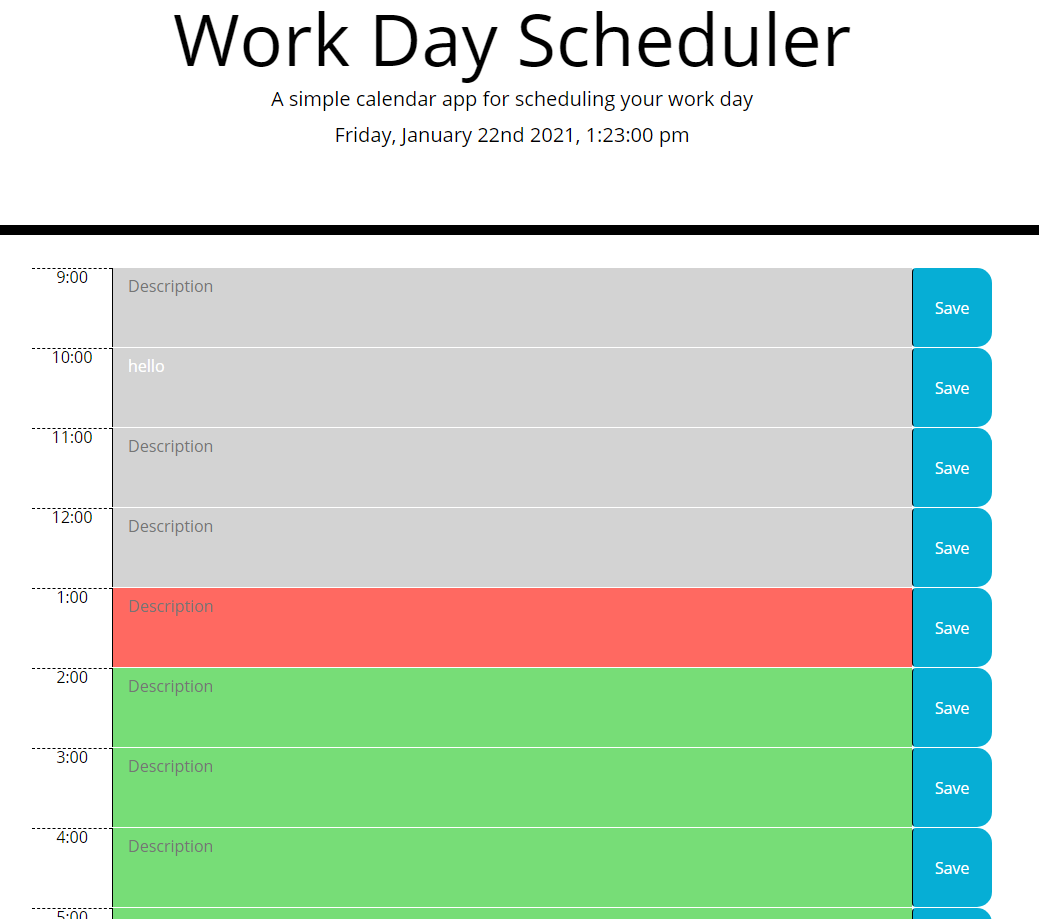 Work Day Scheduler
A simple calendar app for scheduling your work day
Friday, January 22nd 2021, 1:23:00 pm
9:00 Description Save
10:00 hello Save
11:00 Description Save
12:00 Description Save
1:00 Description Save
2:00 Description Save
3:00 Description Save
4:00 Description Save
5:00